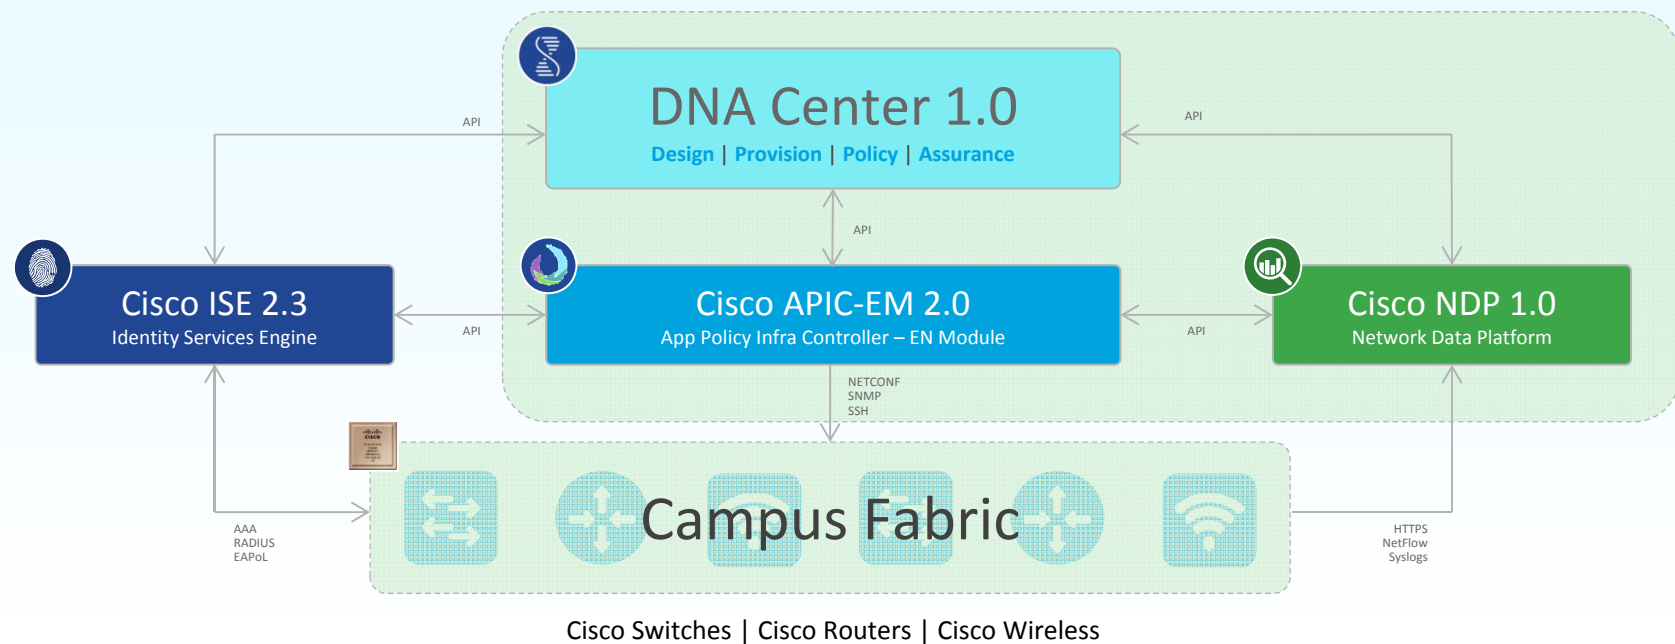 DNA Center 1.0
Design | Provision | Policy | Assurance
API
API
API
Cisco ISE 2.3
Identity Services Engine
API
Cisco APIC-EM 2.0
App Policy Infra Controller – EN Module
API
Cisco NDP 1.0
Network Data Platform
NETCONF
SNMP
SSH
CISCO
Campus Fabric
AAA
RADIUS
EAPoL
HTTPS
NetFlow
Syslogs
Cisco Switches | Cisco Routers | Cisco Wireless